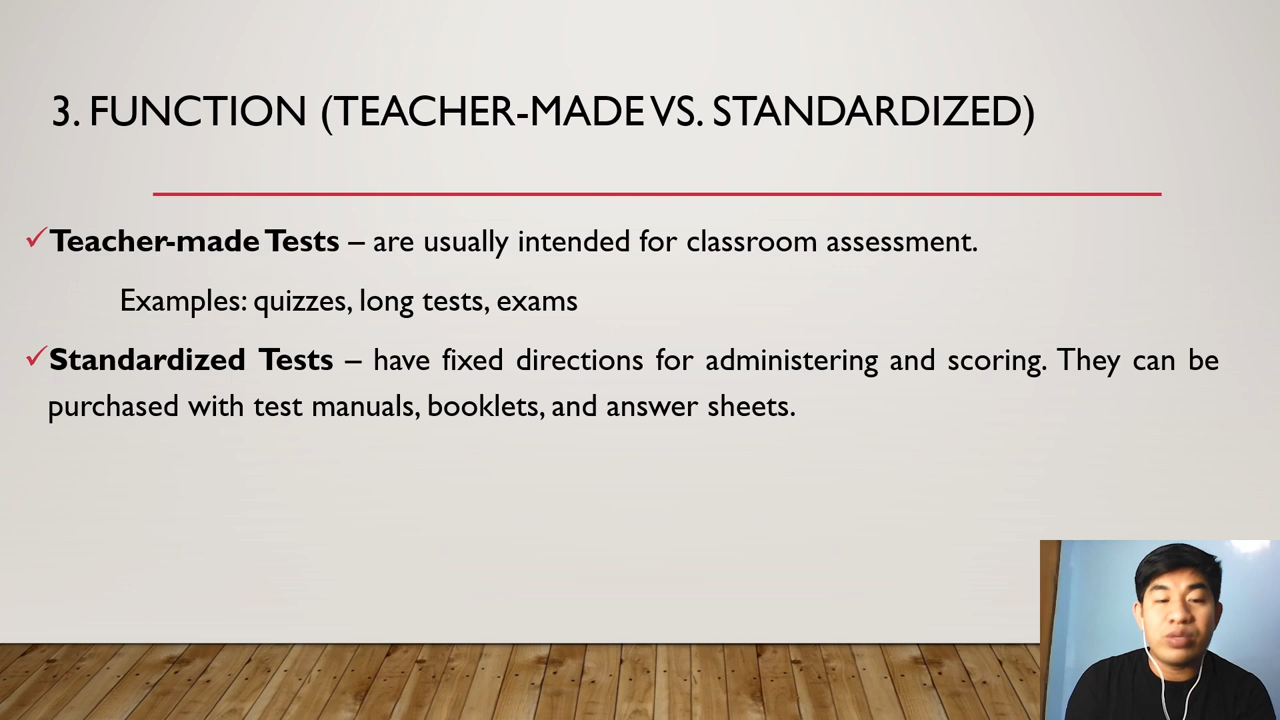 3. FUNCTION (TEACHER-MADE VS. STANDARDIZED)
✓Teacher-made Tests – are usually intended for classroom assessment.
Examples: quizzes, long tests, exams
✓Standardized Tests – have fixed directions for administering and scoring. They can be
purchased with test manuals, booklets, and answer sheets.